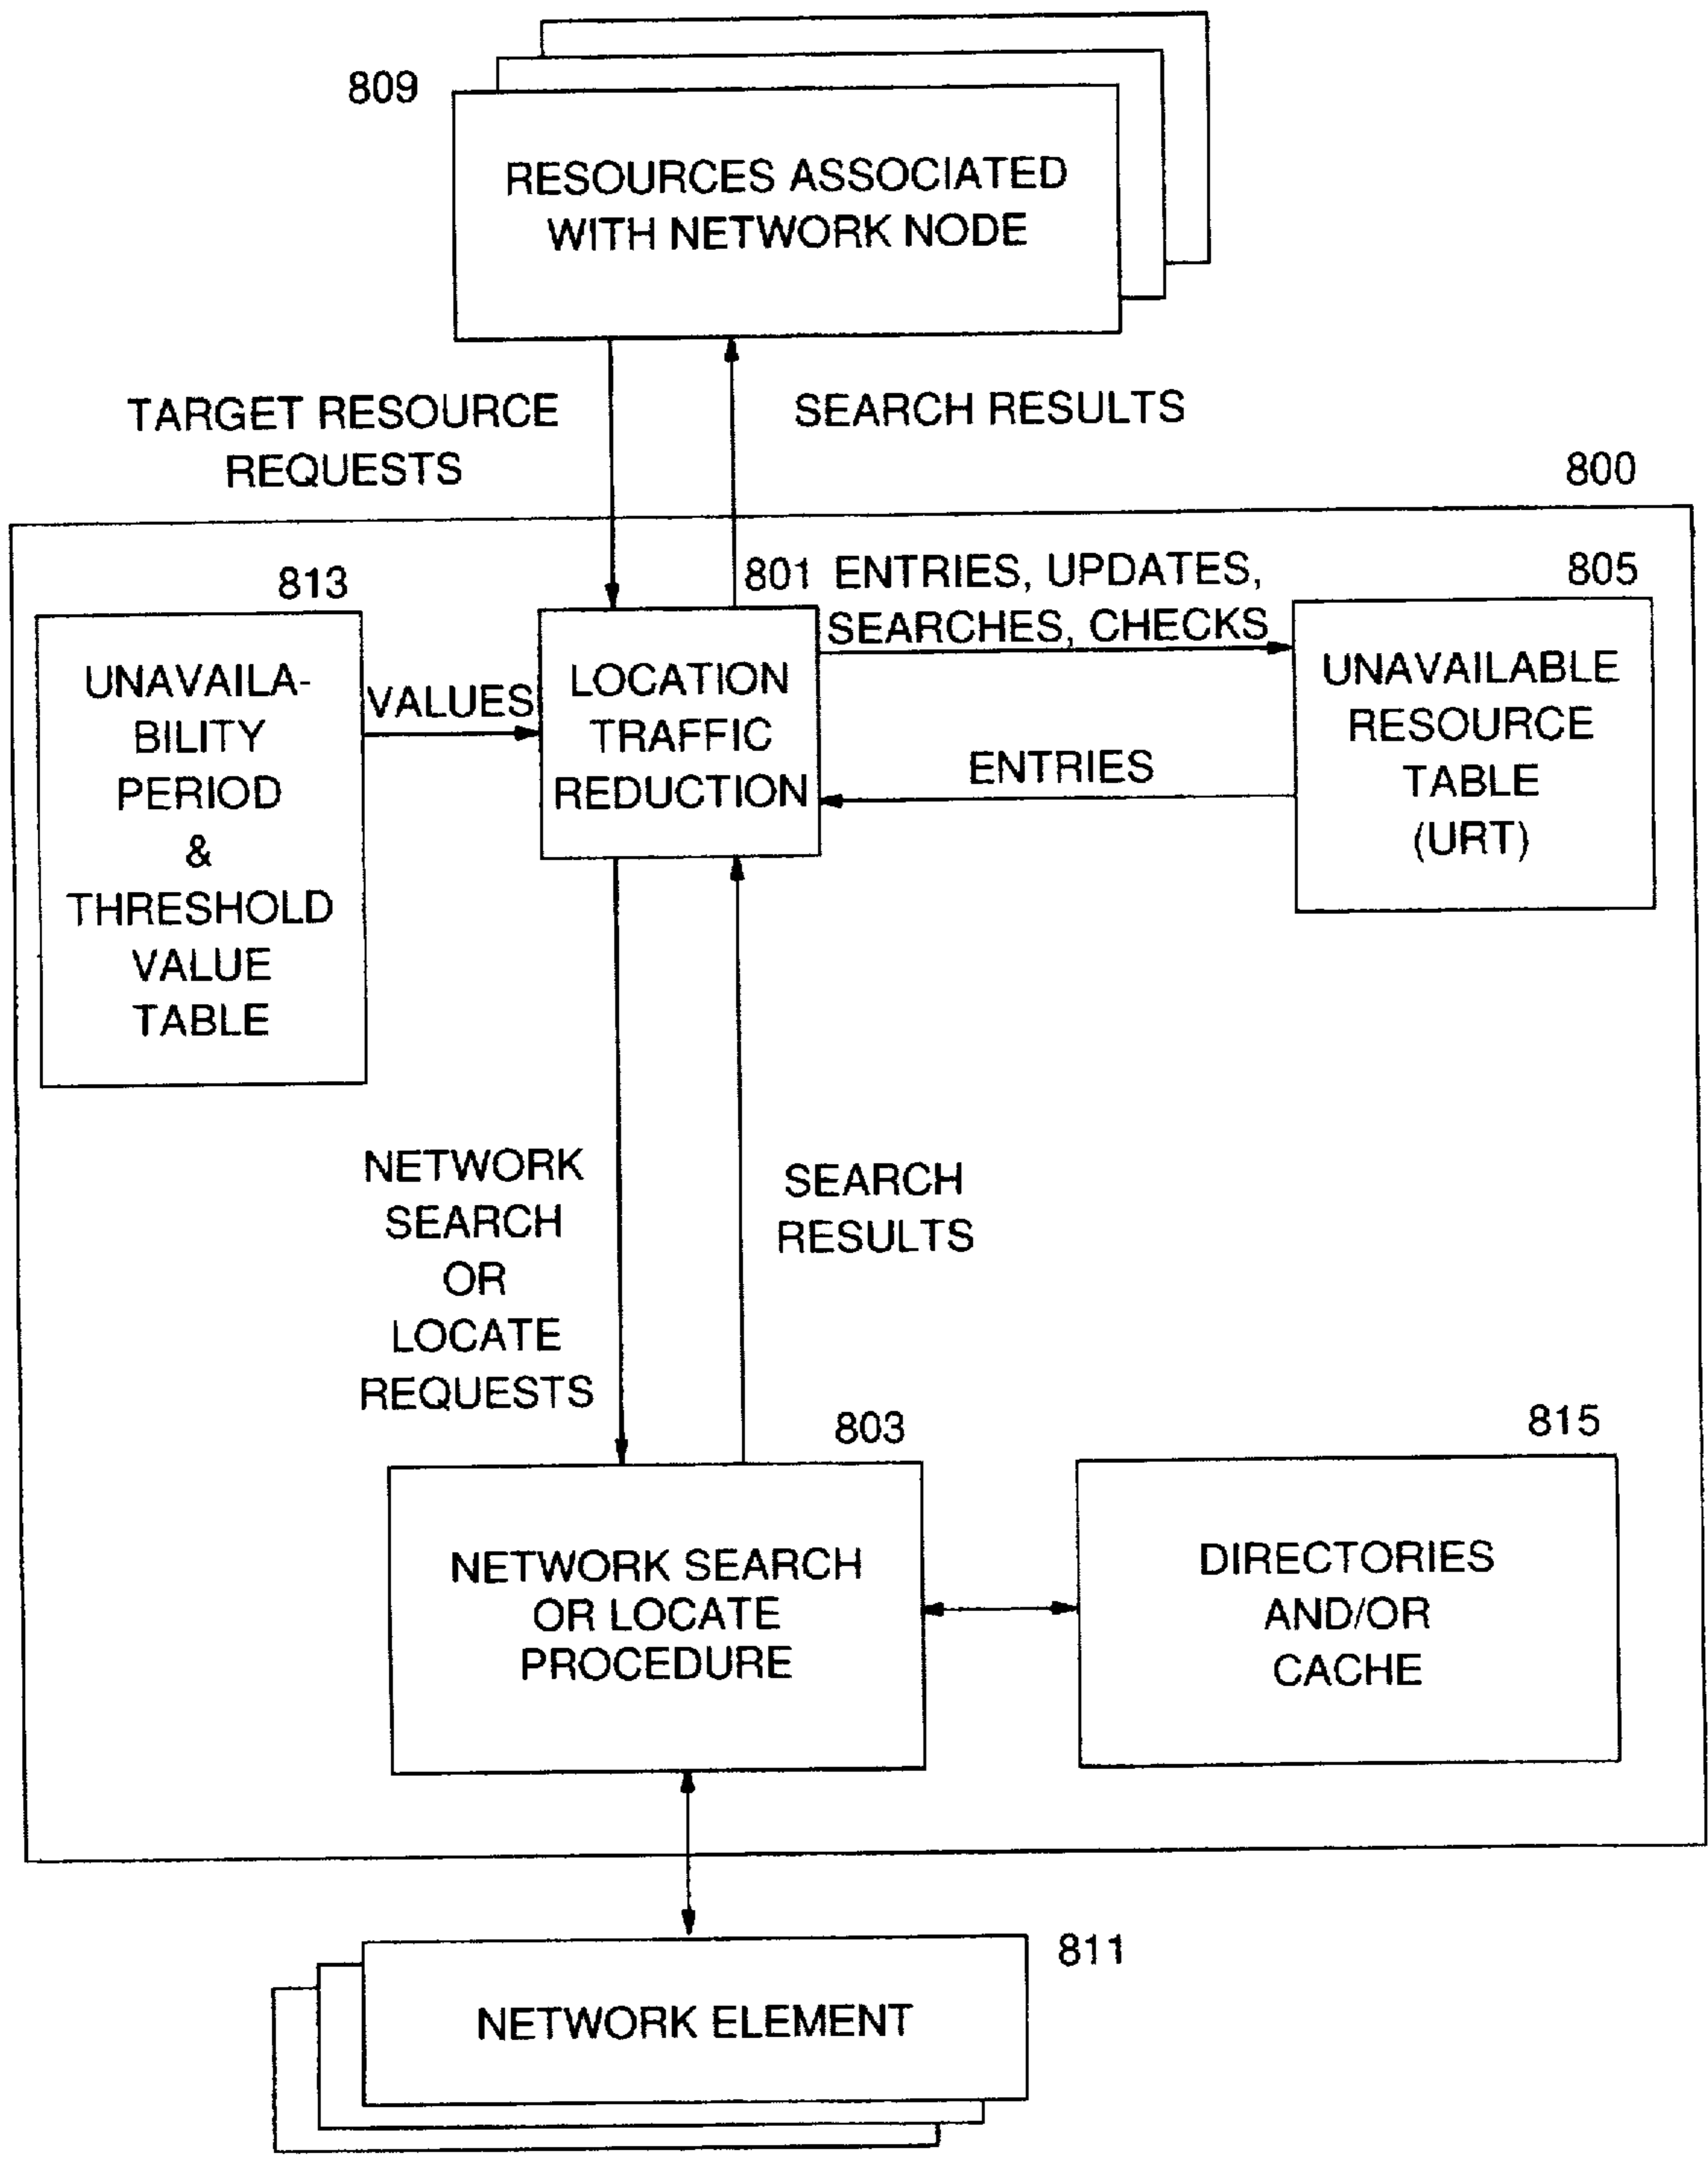 809
RESOURCES ASSOCIATED
WITH NETWORK NODE
TARGET RESOURCE
REQUESTS
SEARCH RESULTS
800
813
UNAVAILA-
BILITY
PERIOD
&
THRESHOLD
VALUE
TABLE
VALUES
801
LOCATION
TRAFFIC
REDUCTION
ENTRIES, UPDATES,
SEARCHES, CHECKS
ENTRIES
805
UNAVAILABLE
RESOURCE
TABLE
(URT)
NETWORK
SEARCH
OR
LOCATE
REQUESTS
SEARCH
RESULTS
803
NETWORK SEARCH
OR LOCATE
PROCEDURE
815
DIRECTORIES
AND/OR
CACHE
811
NETWORK ELEMENT